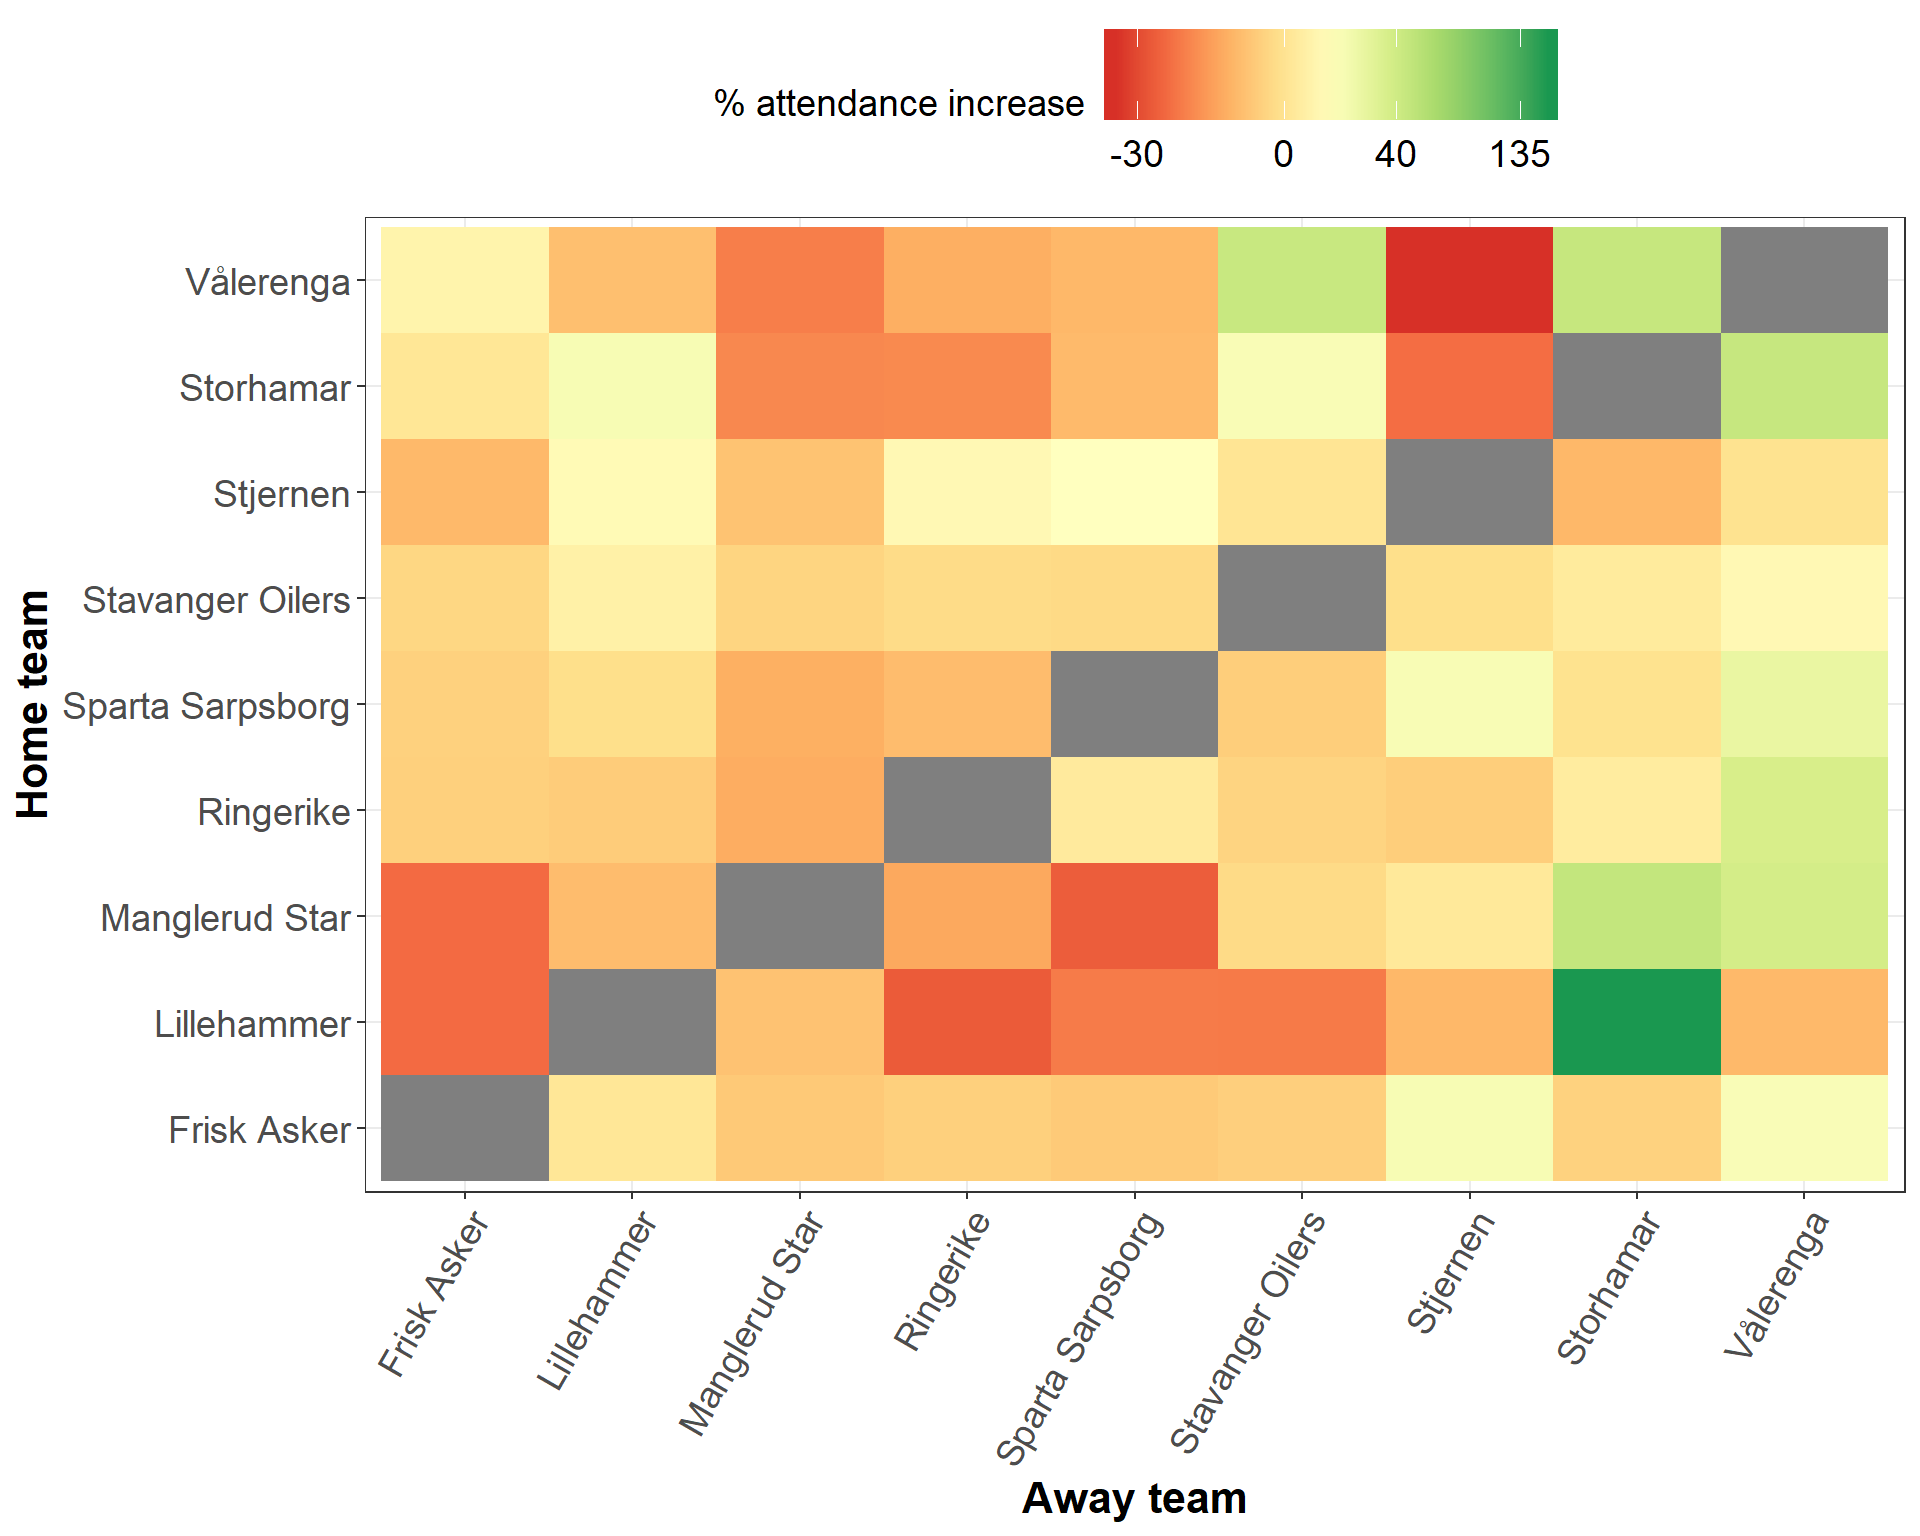 % attendance increase
-30 0 40 135
Vålerenga
Storhamar
Stjernen
Stavanger Oilers
Sparta Sarpsborg
Ringerike
Manglerud Star
Lillehammer
Frisk Asker
Home team
Frisk Asker
Lillehammer
Manglerud Star
Ringerike
Sparta Sarpsborg
Stavanger Oilers
Stjernen
Storhamar
Vålerenga
Away team